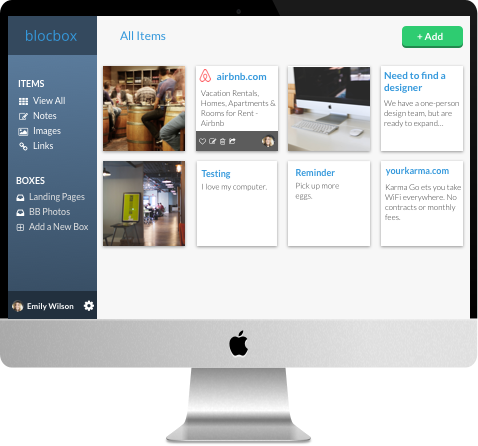 blocbox
All Items
+ Add
ITEMS
View All
Notes
Images
Links
BOXES
Landing Pages
BB Photos
Add a New Box
Emily Wilson
airbnb.com
Vacation Rentals,
Homes, Apartments &
Rooms for Rent -
Airbnb
Need to find a
designer
We have a one-person
design team, but are
ready to expand...
Testing
I love my computer.
Reminder
Pick up more
eggs.
yourkarma.com
Karma Go lets you take
WiFi everywhere. No
contracts or monthly
fees.